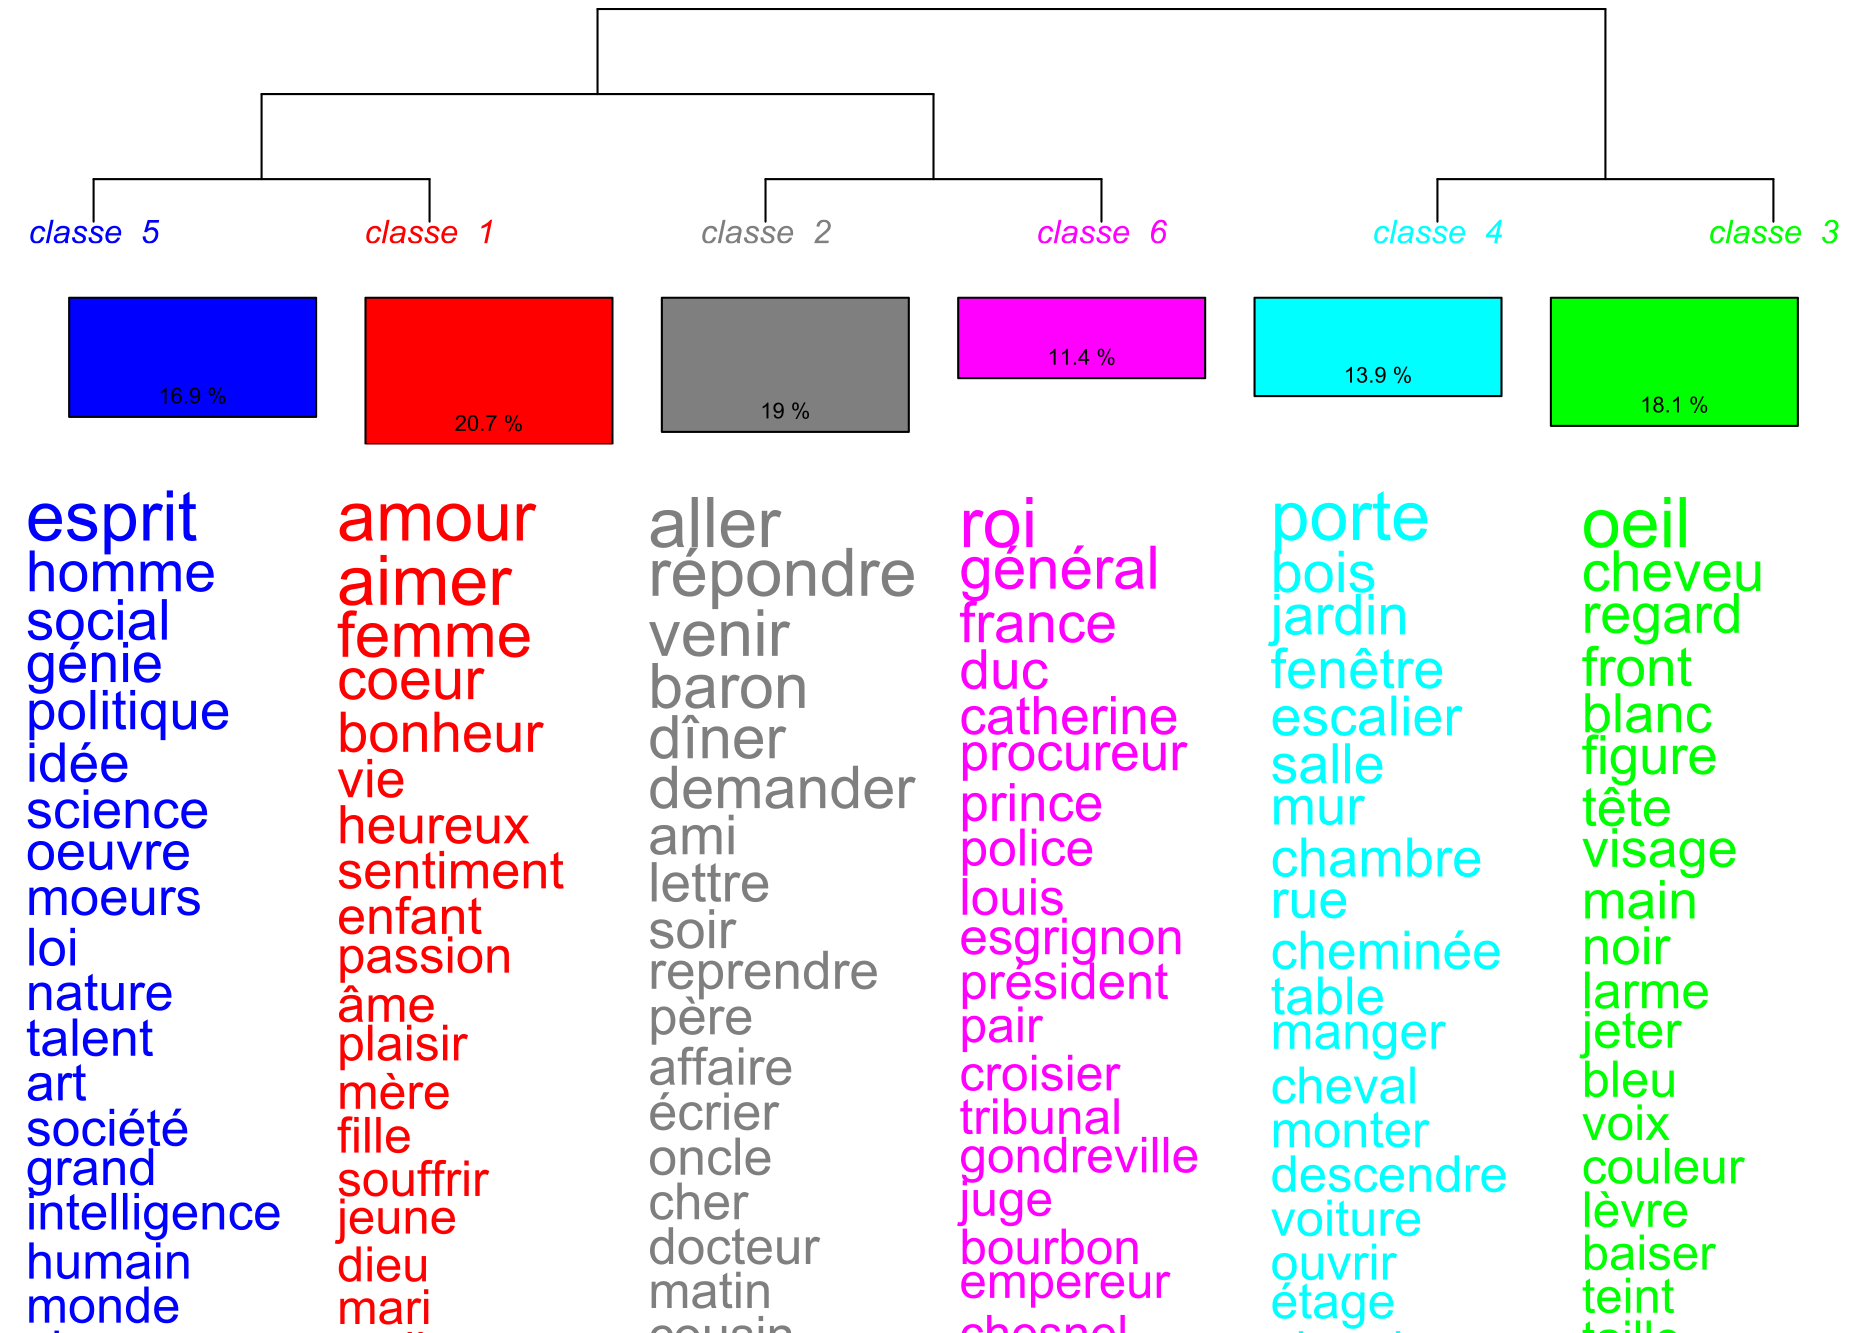 classe 5 classe 1 classe 2 classe 6 classe 4 classe 3
16.9 % 20.7 % 19 % 11.4 % 13.9 % 18.1 %
esprit amour aller roi porte oeil
homme aimer répondre général bois cheveu
social femme venir france jardin regard
génie coeur baron duc fenêtre front
politique bonheur dîner catherine escalier blanc
idée vie demander procureur salle figure
science heureux ami prince mur tête
oeuvre sentiment lettre police chambre visage
moeurs enfant soir louis rue main
loi passion reprendre esgrignon cheminée noir
nature âme père président table larme
talent plaisir affaire pair manger jeter
art mère écrier croisier cheval bleu
société fille oncle tribunal monter voix
grand souffrir cher gondreville descendre couleur
intelligence jeune docteur juge voiture lèvre
humain dieu matin bourbon ouvrir baiser
monde mari cousin empereur étage teint
chesnel taille